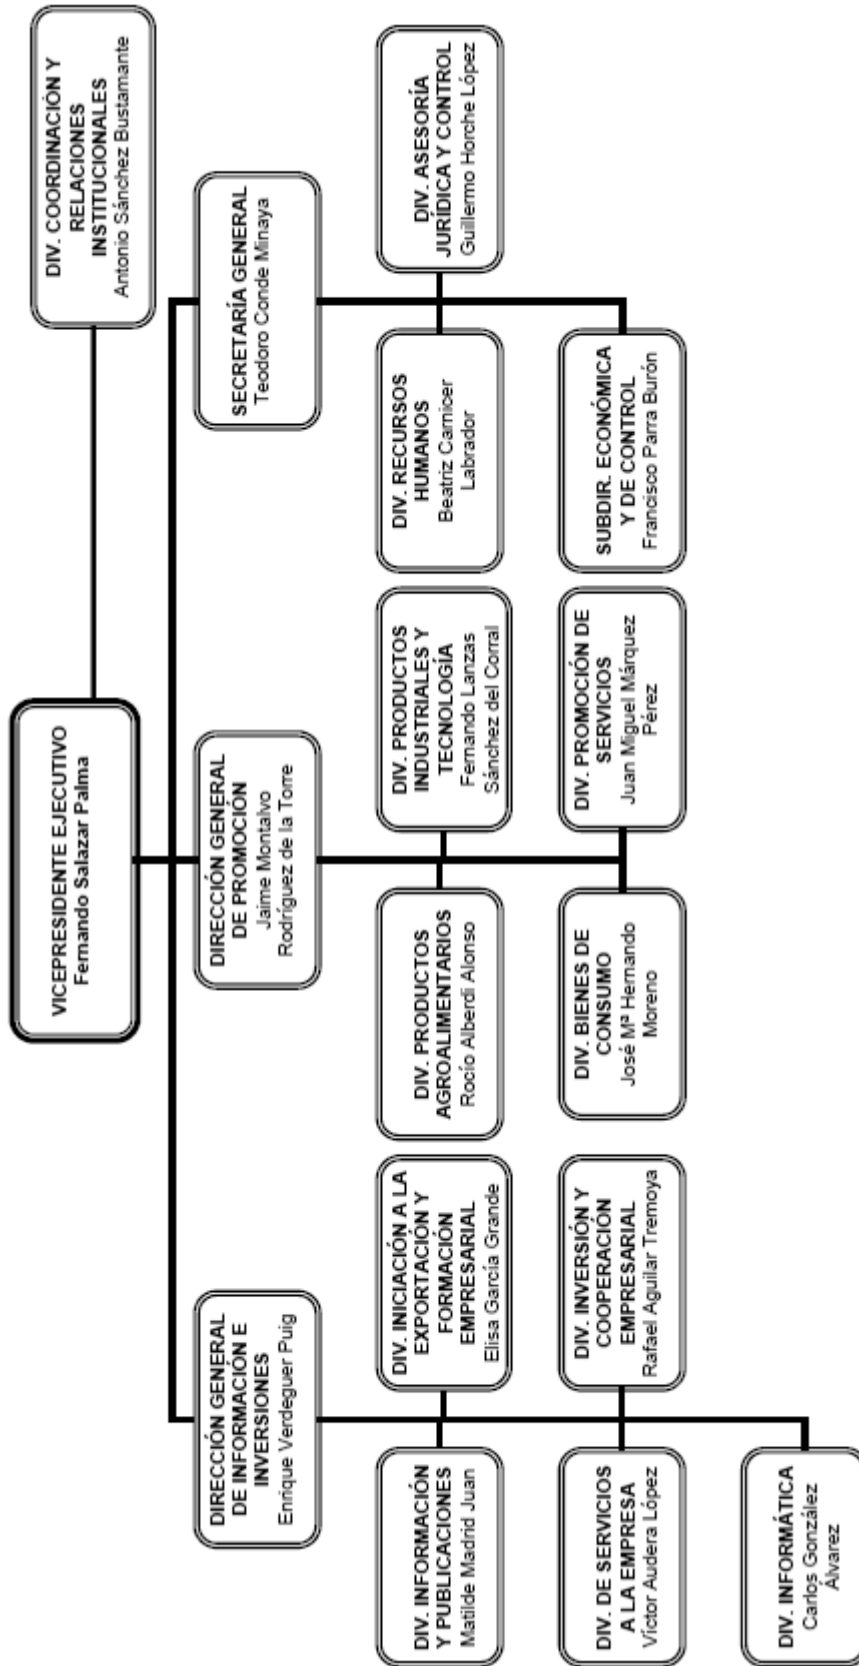 VICEPRESIDENTE EJECUTIVO
Fernando Salazar Palma
DIV. COORDINACIÓN Y
RELACIONES
INSTITUCIONALES
Antonio Sánchez Bustamante
DIRECCIÓN GENERAL
DE INFORMACIÓN E
INVERSIONES
Enrique Verdeguer Puig
DIRECCIÓN GENERAL
DE PROMOCIÓN
Jaime Montalvo
Rodríguez de la Torre
SECRETARÍA GENERAL
Teodoro Conde Minaya
DIV. INFORMACIÓN
Y PUBLICACIONES
Matilde Madrid Juan
DIV. INICIACIÓN A LA
EXPORTACIÓN Y
FORMACIÓN
EMPRESARIAL
Elisa García Grande
DIV. PRODUCTOS
AGROALIMENTARIOS
Rocío Alberdi Alonso
DIV. PRODUCTOS
INDUSTRIALES Y
TECNOLOGÍA
Fernando Lanzas
Sánchez del Corral
DIV. RECURSOS
HUMANOS
Beatriz Carnicer
Labrador
DIV. ASESORÍA
JURÍDICA Y CONTROL
Guillermo Horche López
DIV. DE SERVICIOS
A LA EMPRESA
Víctor Audera López
DIV. INVERSIÓN Y
COOPERACIÓN
EMPRESARIAL
Rafael Aguilar Tremoya
DIV. BIENES DE
CONSUMO
José Mª Hernando
Moreno
DIV. PROMOCIÓN DE
SERVICIOS
Juan Miguel Márquez
Pérez
SUBDIR. ECONÓMICA
Y DE CONTROL
Francisco Parra Burón
DIV. INFORMÁTICA
Carlos González
Álvarez